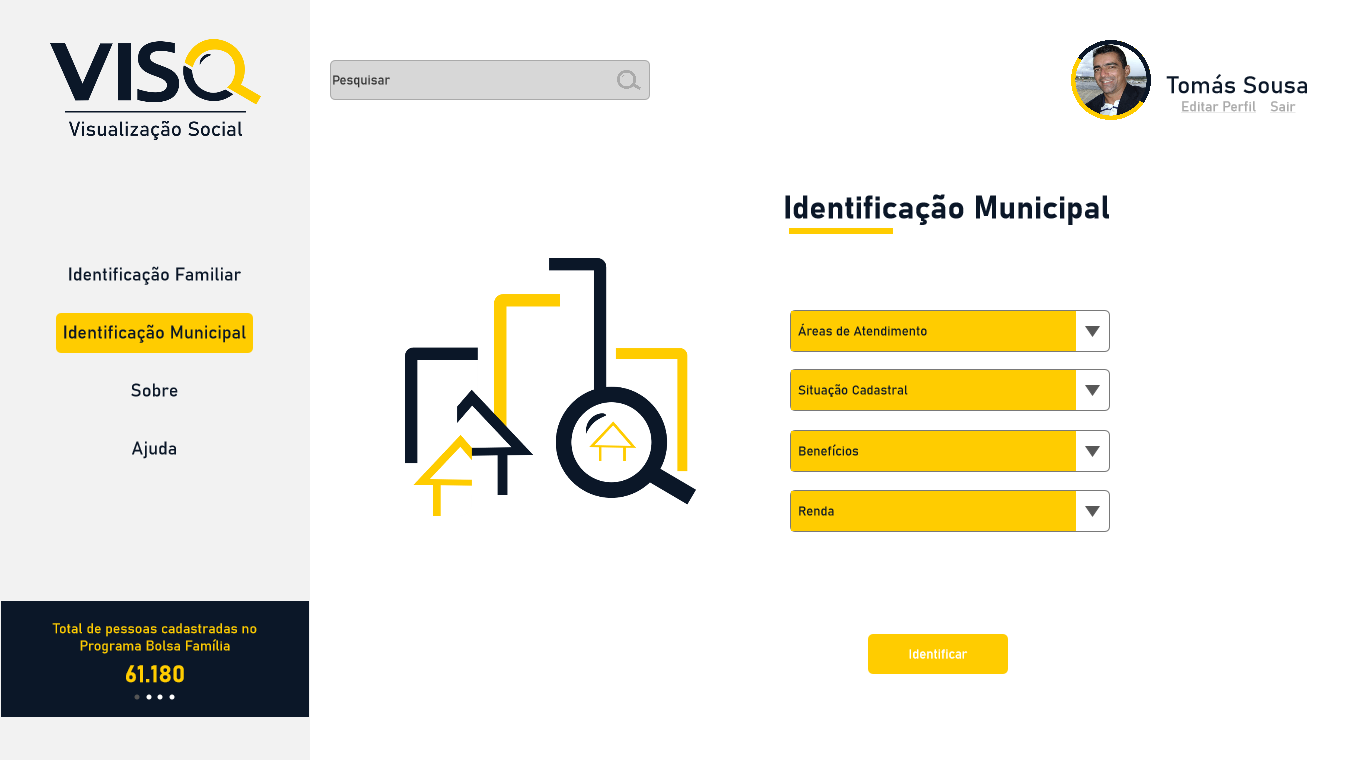 VISO
Visualização Social
Pesquisar
Tomás Sousa
Editar Perfil Sair
Identificação Municipal
Identificação Familiar
Identificação Municipal
Sobre
Ajuda
Áreas de Atendimento
Situação Cadastral
Benefícios
Renda
Identificar
Total de pessoas cadastradas no
Programa Bolsa Família
61.180